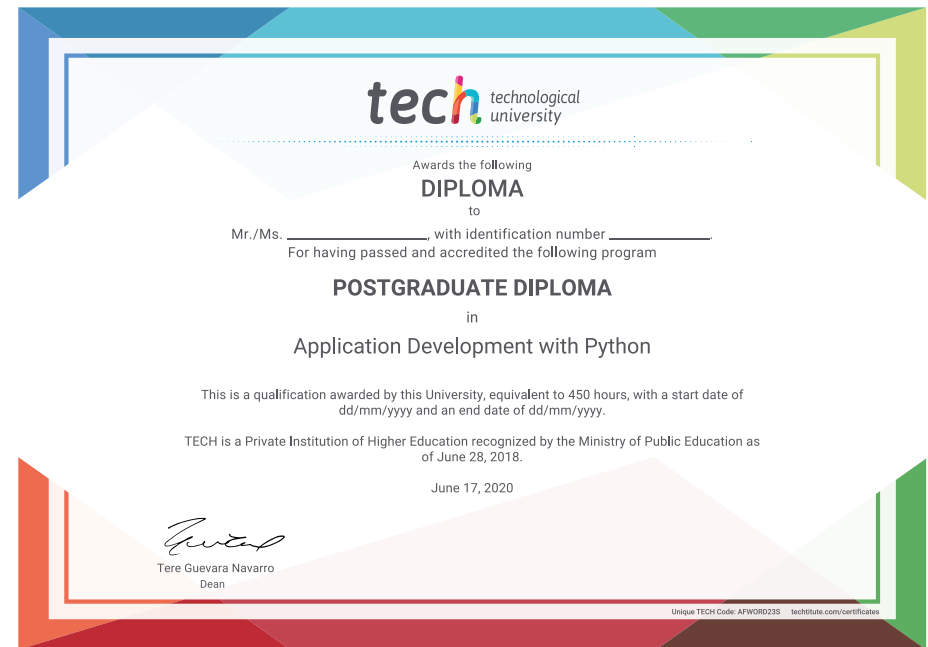 tech technological
university
Awards the following
DIPLOMA
to
Mr./Ms. ____________________, with identification number ______________.
For having passed and accredited the following program
POSTGRADUATE DIPLOMA
in
Application Development with Python
This is a qualification awarded by this University, equivalent to 450 hours, with a start date of
dd/mm/yyyy and an end date of dd/mm/yyyy.
TECH is a Private Institution of Higher Education recognized by the Ministry of Public Education as
of June 28, 2018.
June 17, 2020
Tere Guevara Navarro
Dean
Unique TECH Code: AFWORD23S techtitute.com/certificates